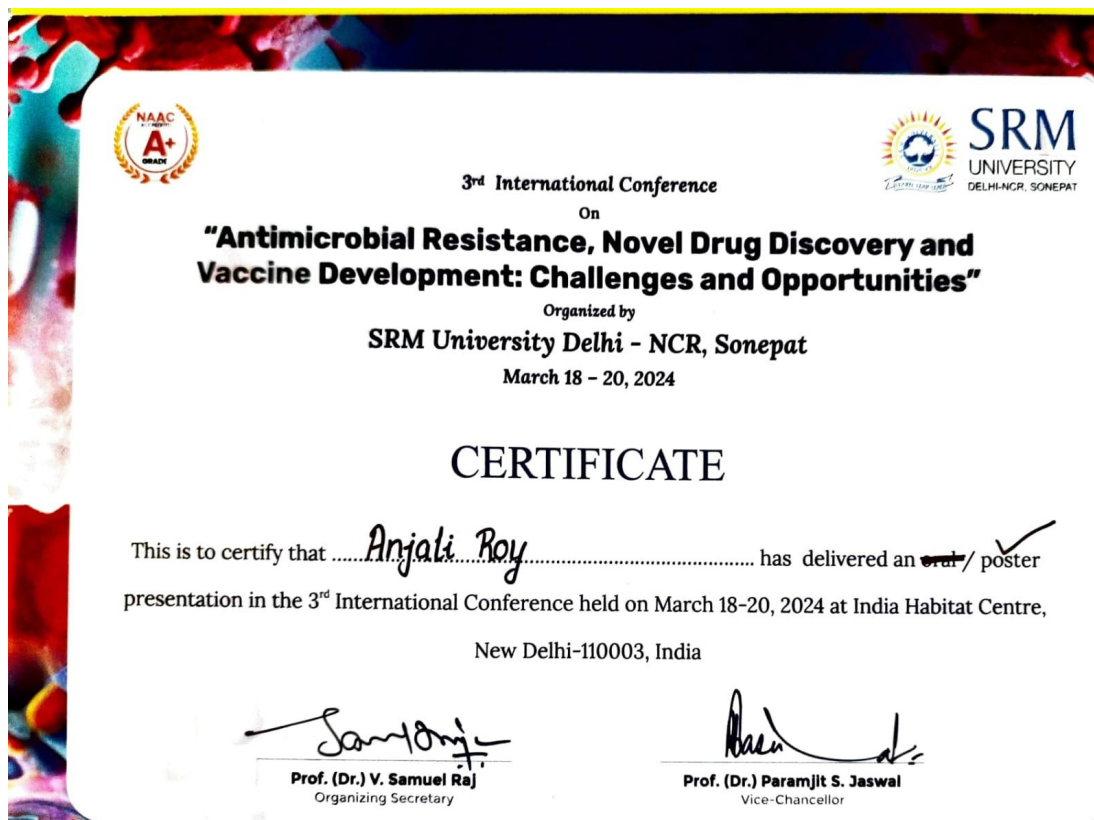 NAAC
A+
GRADE
SRM
UNIVERSITY
DELHI-NCR, SONEPAT
3rd International Conference
On
“Antimicrobial Resistance, Novel Drug Discovery and
Vaccine Development: Challenges and Opportunities”
Organized by
SRM University Delhi - NCR, Sonepat
March 18 – 20, 2024
CERTIFICATE
This is to certify that ......Anjali Roy...... has delivered an oral / poster
presentation in the 3rd International Conference held on March 18-20, 2024 at India Habitat Centre,
New Delhi-110003, India
Prof. (Dr.) V. Samuel Raj
Organizing Secretary
Prof. (Dr.) Paramjit S. Jaswal
Vice-Chancellor